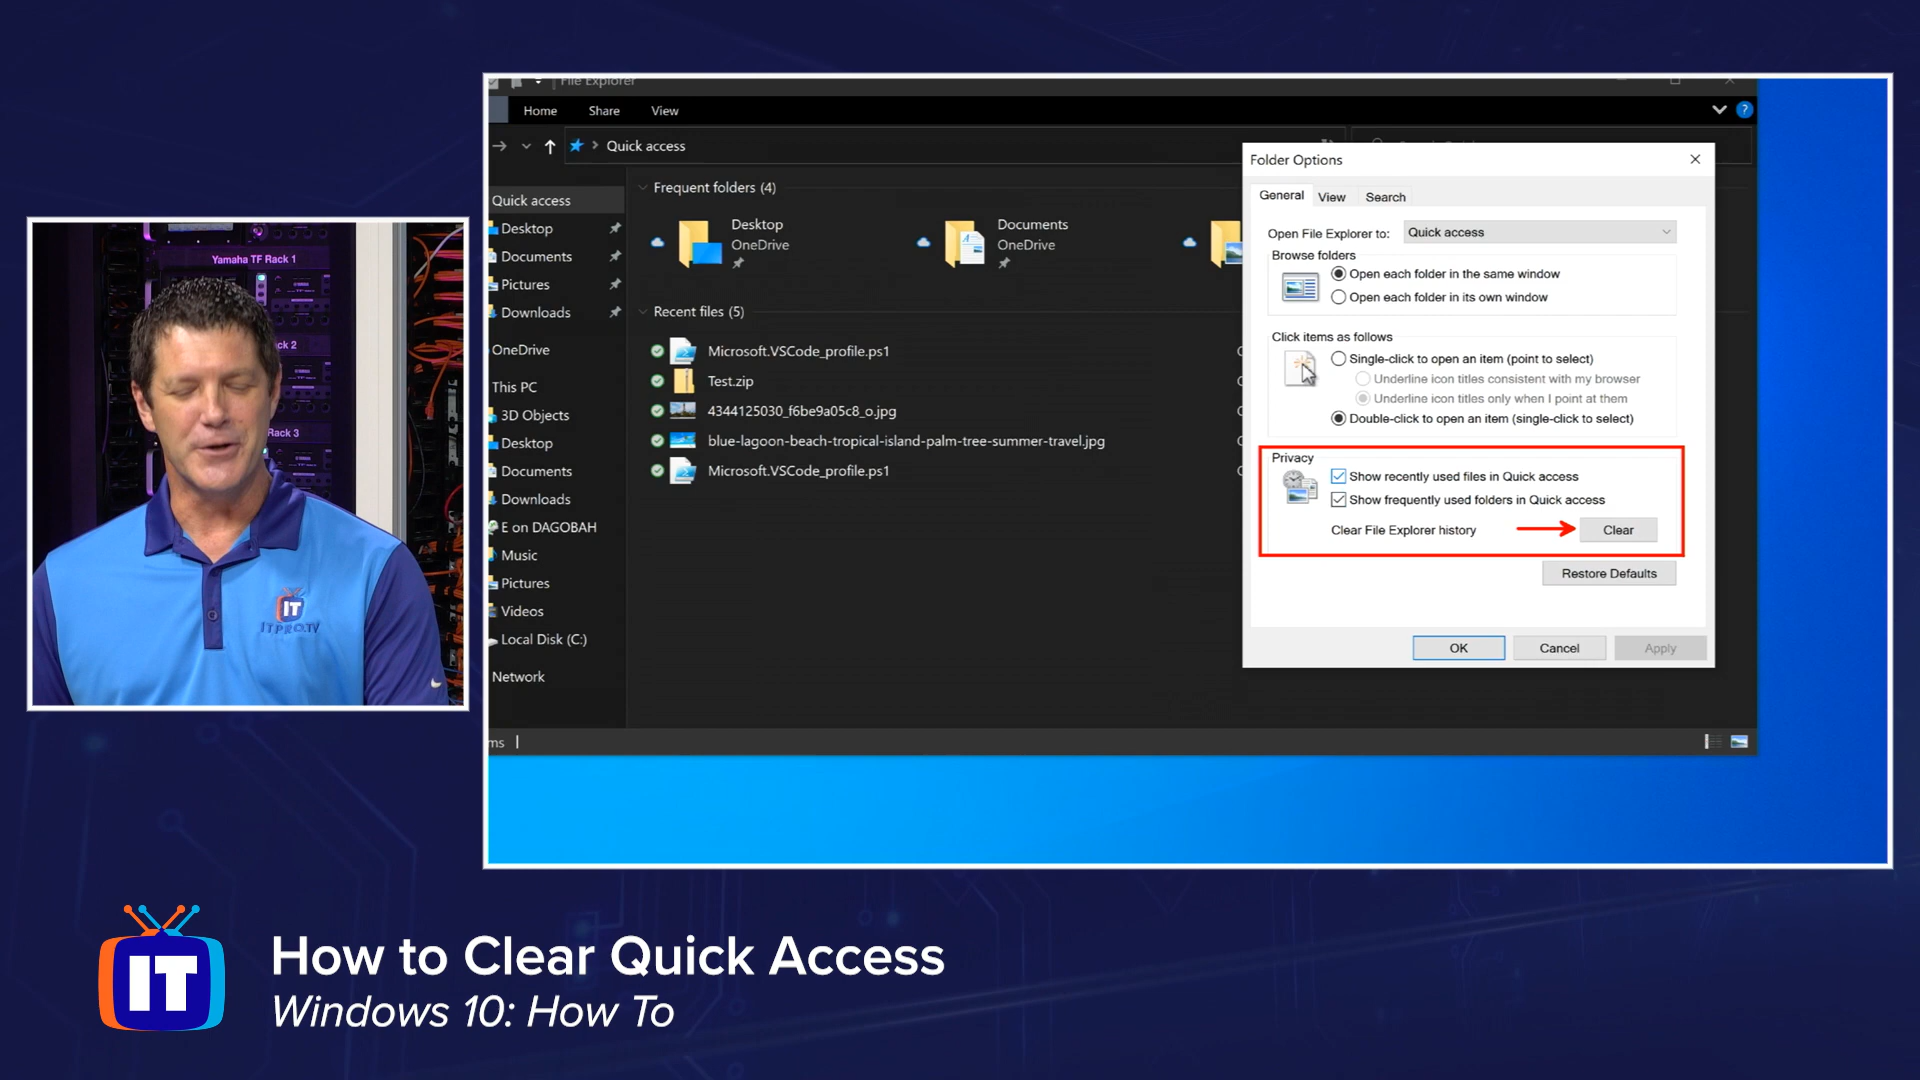 File Explorer
Home Share View
Quick access
Quick access
Desktop
Documents
Pictures
Downloads
OneDrive
This PC
3D Objects
Desktop
Documents
Downloads
E on DAGOBAH
Music
Pictures
Videos
Local Disk (C:)
Network
ms
Frequent folders (4)
Desktop
OneDrive
Documents
OneDrive
Recent files (5)
Microsoft.VSCode_profile.ps1
Test.zip
4344125030_f6be9a05c8_o.jpg
blue-lagoon-beach-tropical-island-palm-tree-summer-travel.jpg
Microsoft.VSCode_profile.ps1
Folder Options
General View Search
Open File Explorer to: Quick access
Browse folders
Open each folder in the same window
Open each folder in its own window
Click items as follows
Single-click to open an item (point to select)
Underline icon titles consistent with my browser
Underline icon titles only when I point at them
Double-click to open an item (single-click to select)
Privacy
Show recently used files in Quick access
Show frequently used folders in Quick access
Clear File Explorer history Clear
Restore Defaults
OK Cancel Apply
Yamaha TF Rack 1
ck 2
Rack 3
IT
ITPRO.TV
IT
How to Clear Quick Access
Windows 10: How To